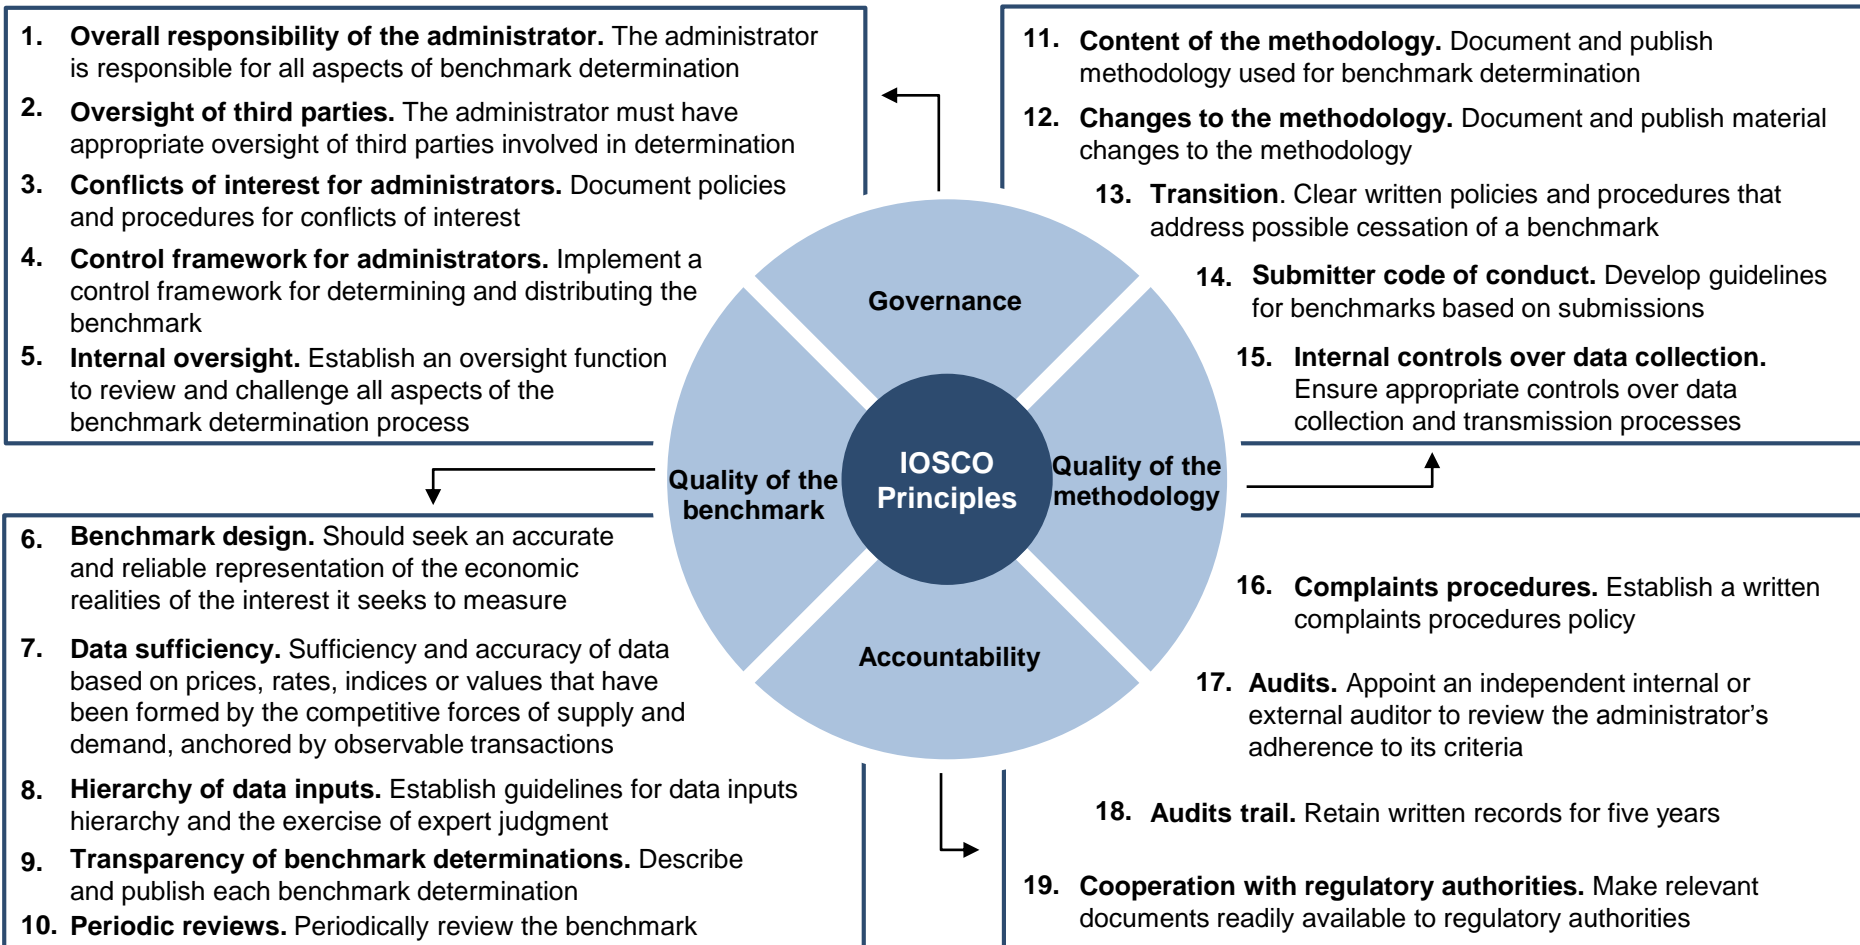 1. Overall responsibility of the administrator. The administrator
is responsible for all aspects of benchmark determination
2. Oversight of third parties. The administrator must have
appropriate oversight of third parties involved in determination
3. Conflicts of interest for administrators. Document policies
and procedures for conflicts of interest
4. Control framework for administrators. Implement a
control framework for determining and distributing the
benchmark
5. Internal oversight. Establish an oversight function
to review and challenge all aspects of the
benchmark determination process
11. Content of the methodology. Document and publish
methodology used for benchmark determination
12. Changes to the methodology. Document and publish material
changes to the methodology
13. Transition. Clear written policies and procedures that
address possible cessation of a benchmark
14. Submitter code of conduct. Develop guidelines
for benchmarks based on submissions
15. Internal controls over data collection.
Ensure appropriate controls over data
collection and transmission processes
Governance
Quality of the
benchmark
IOSCO
Principles
Quality of the
methodology
Accountability
6. Benchmark design. Should seek an accurate
and reliable representation of the economic
realities of the interest it seeks to measure
7. Data sufficiency. Sufficiency and accuracy of data
based on prices, rates, indices or values that have
been formed by the competitive forces of supply and
demand, anchored by observable transactions
8. Hierarchy of data inputs. Establish guidelines for data inputs
hierarchy and the exercise of expert judgment
9. Transparency of benchmark determinations. Describe
and publish each benchmark determination
10. Periodic reviews. Periodically review the benchmark
16. Complaints procedures. Establish a written
complaints procedures policy
17. Audits. Appoint an independent internal or
external auditor to review the administrator's
adherence to its criteria
18. Audits trail. Retain written records for five years
19. Cooperation with regulatory authorities. Make relevant
documents readily available to regulatory authorities